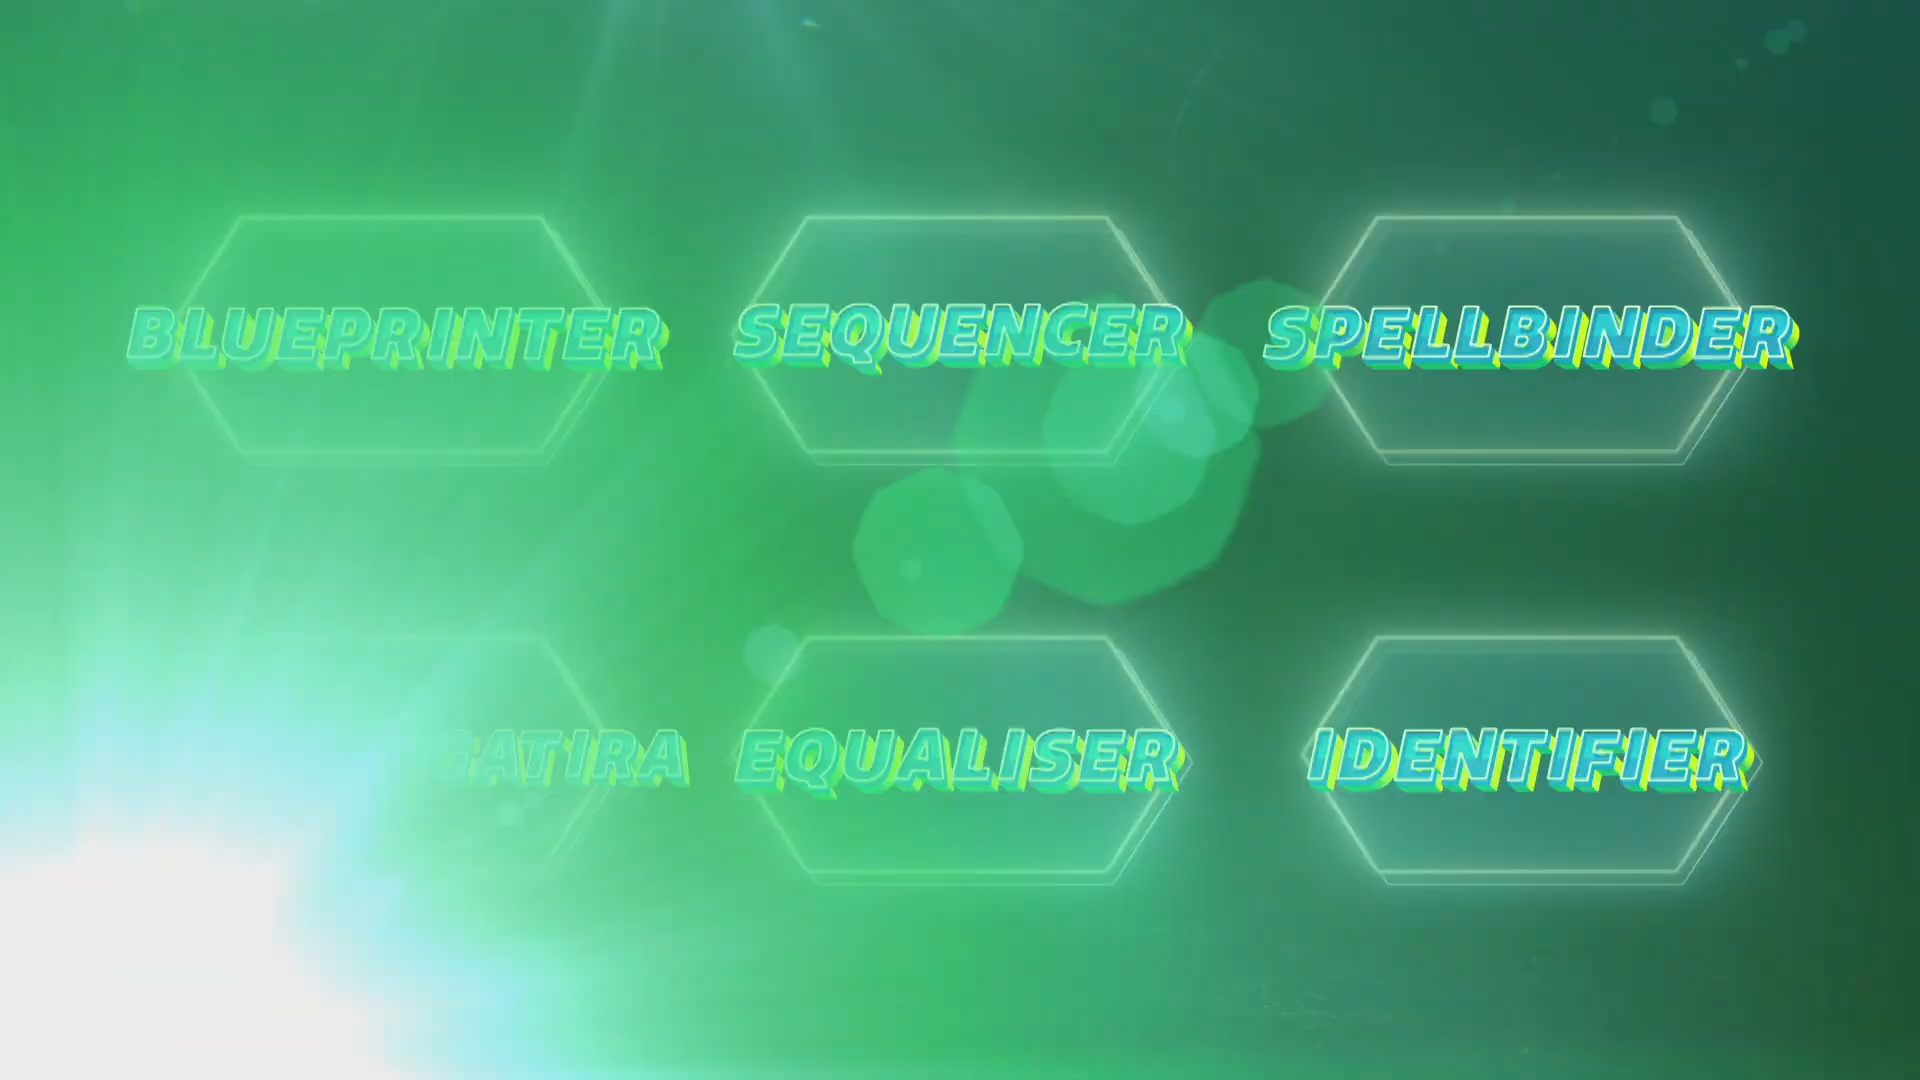 BLUEPRINTER
SEQUENCER
SPELLBINDER
EQUALISER
IDENTIFIER